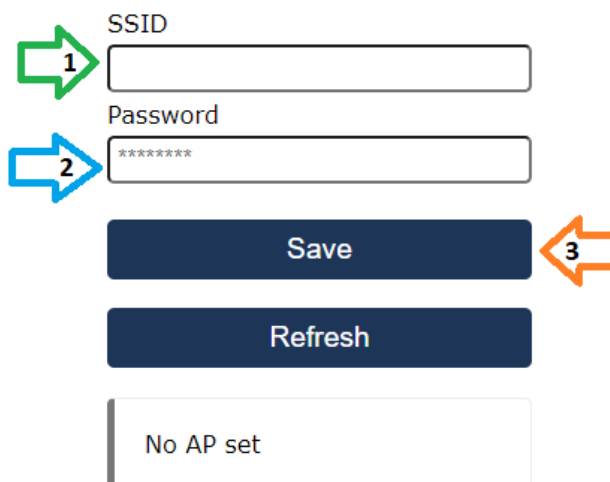 SSID
1
Password
2 ********
Save 3
Refresh
No AP set